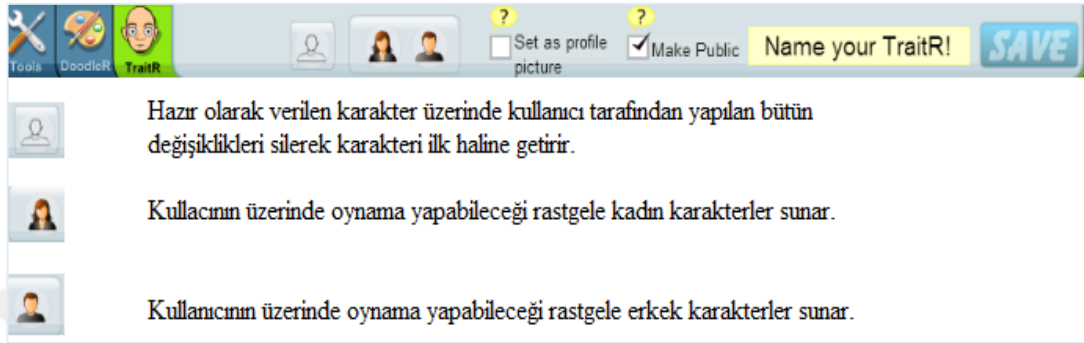 Tools DoodleR TraitR
? ?
Set as profile picture
Make Public
Name your TraitR!
SAVE
Hazır olarak verilen karakter üzerinde kullanıcı tarafından yapılan bütün
değişiklikleri silerek karakteri ilk haline getirir.
Kullacının üzerinde oynama yapabileceği rastgele kadın karakterler sunar.
Kullanıcının üzerinde oynama yapabileceği rastgele erkek karakterler sunar.